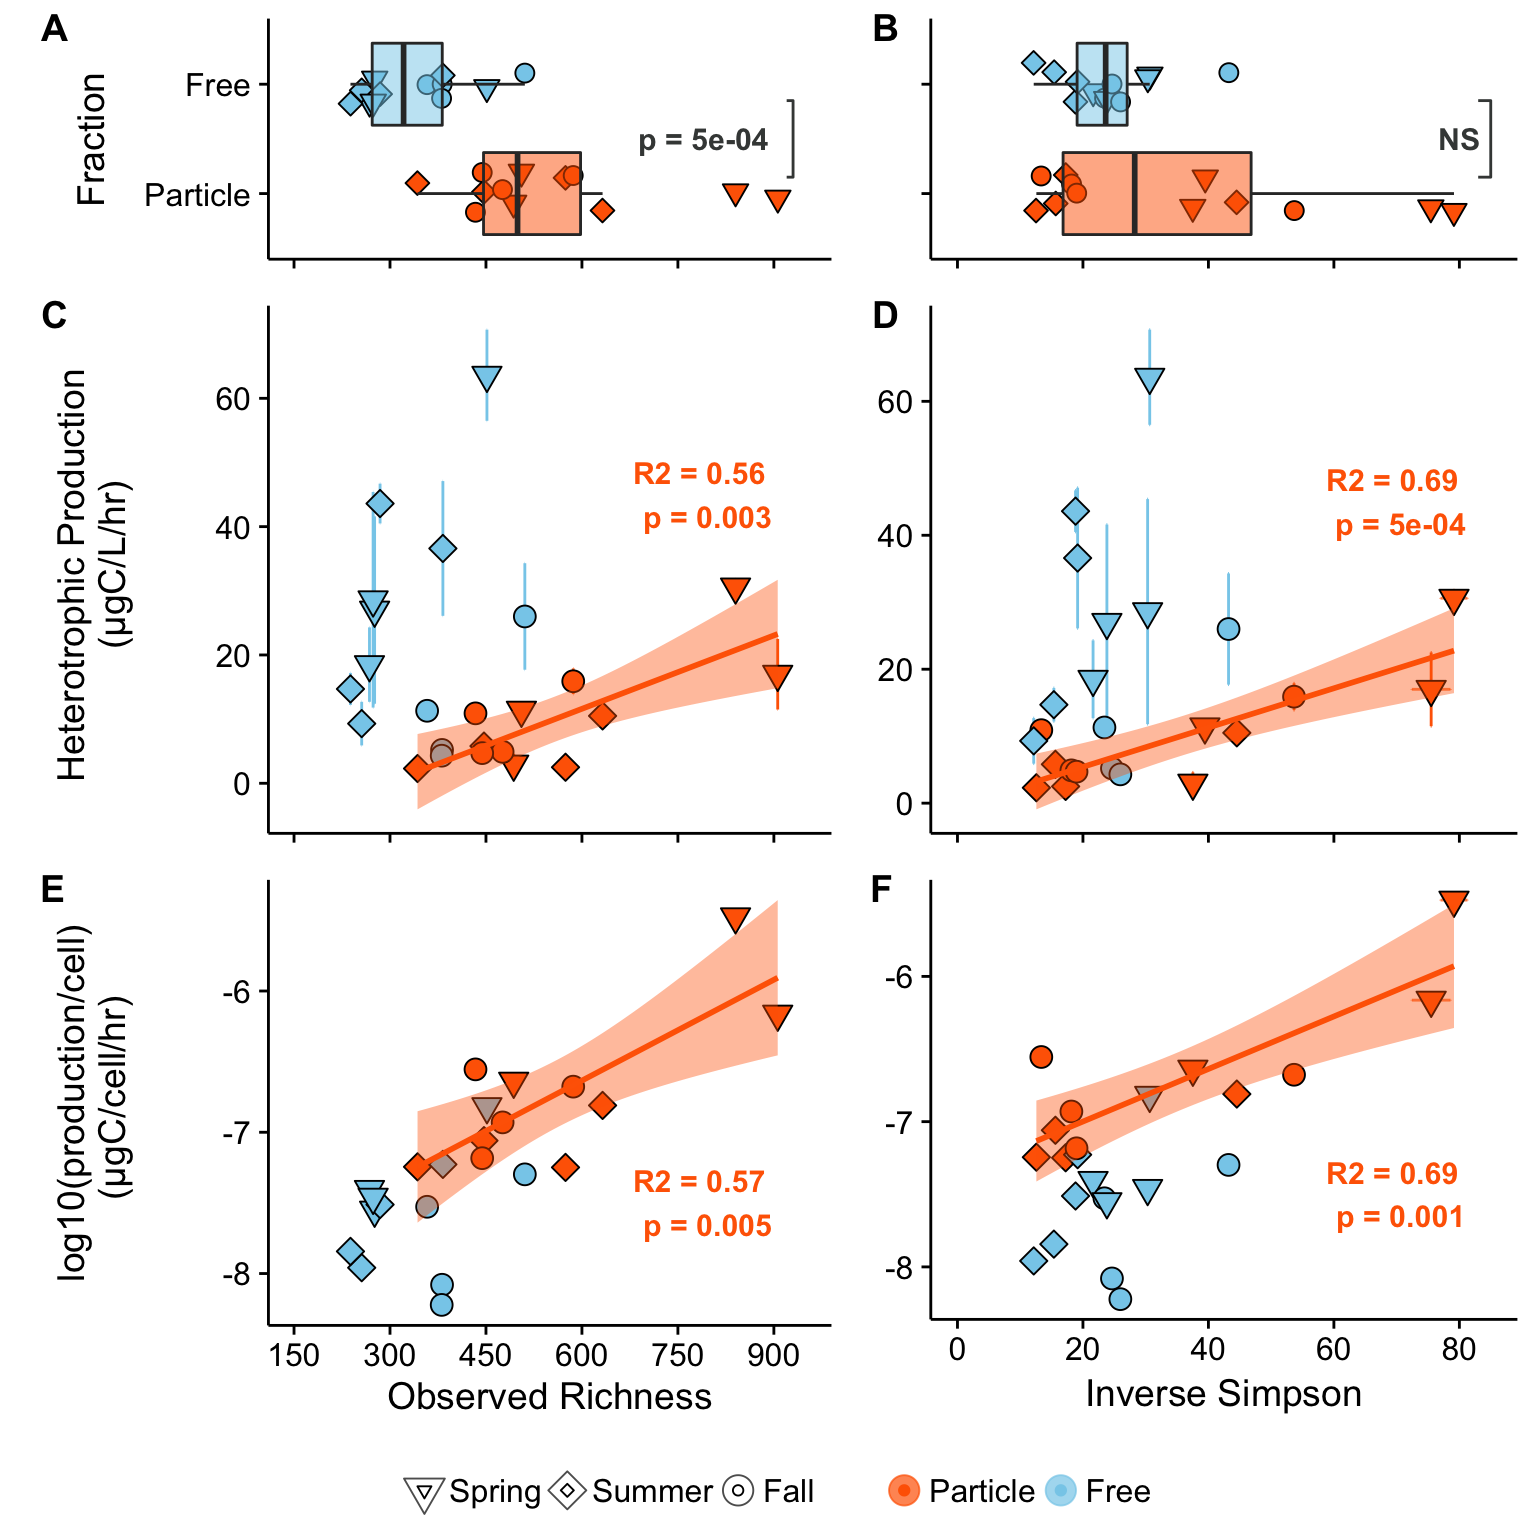 A
B
Fraction
Free
Particle
p = 5e-04
NS
C
D
Heterotrophic Production
(µgC/L/hr)
60
40
20
0
R2 = 0.56
p = 0.003
60
40
20
0
R2 = 0.69
p = 5e-04
E
F
log10(production/cell)
(µgC/cell/hr)
-6
-7
-8
R2 = 0.57
p = 0.005
-6
-7
-8
R2 = 0.69
p = 0.001
150 300 450 600 750 900
Observed Richness
0 20 40 60 80
Inverse Simpson
Spring Summer Fall Particle Free